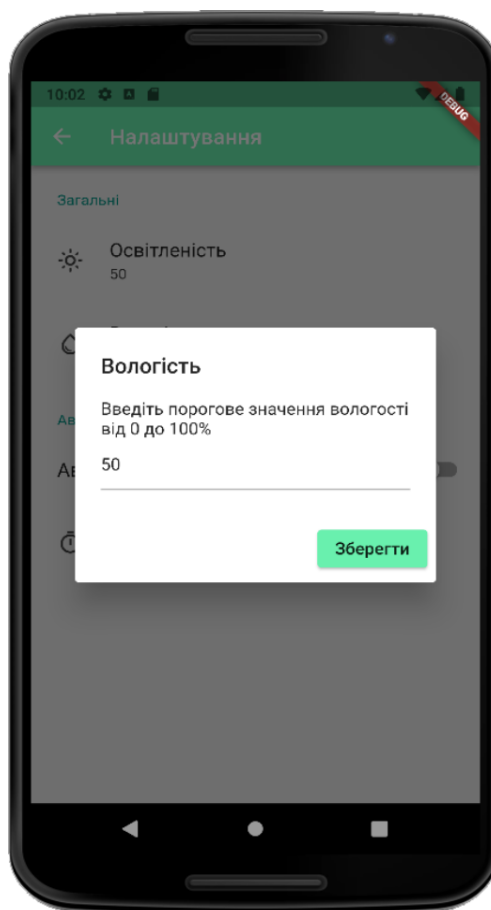 10:02
DEBUG
Налаштування
Загальні
Освітленість
50
Вологість
Введіть порогове значення вологості
від 0 до 100%
50
Зберегти